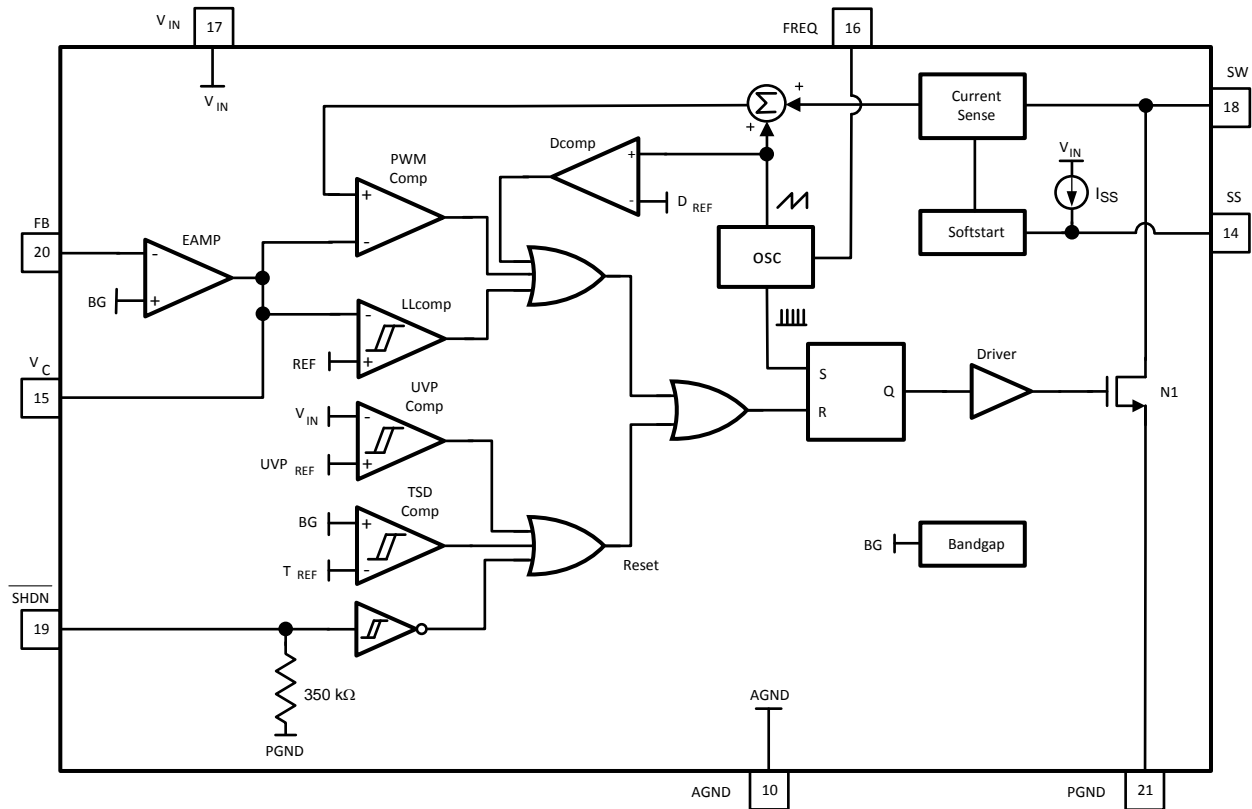 V IN
17
V IN
FREQ
16
SW
18
Current
Sense
+
Σ
+
Dcomp
+
-
D REF
PWM
Comp
+
-
V IN
ISS
SS
14
Softstart
FB
20
EAMP
-
+
BG
OSC
LLcomp
-
+
REF
V C
15
UVP
Comp
V IN
-
+
UVP REF
S
R
Q
Driver
N1
TSD
Comp
BG
+
-
T REF
Reset
BG
Bandgap
SHDN
19
350 kΩ
PGND
AGND
AGND
10
PGND
21